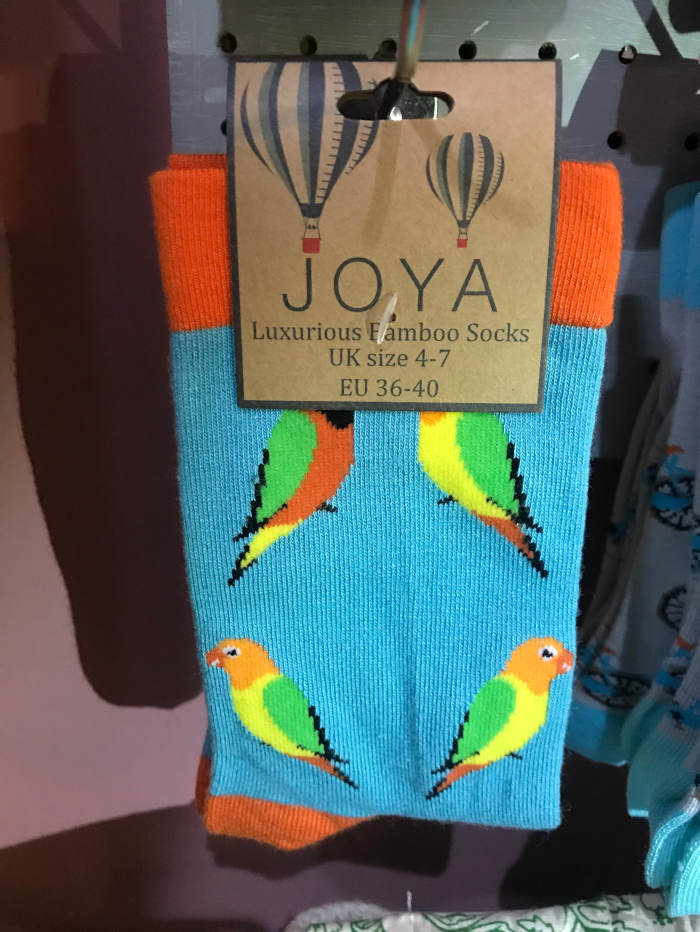 JOYA
Luxurious Bamboo Socks
UK size 4-7
EU 36-40